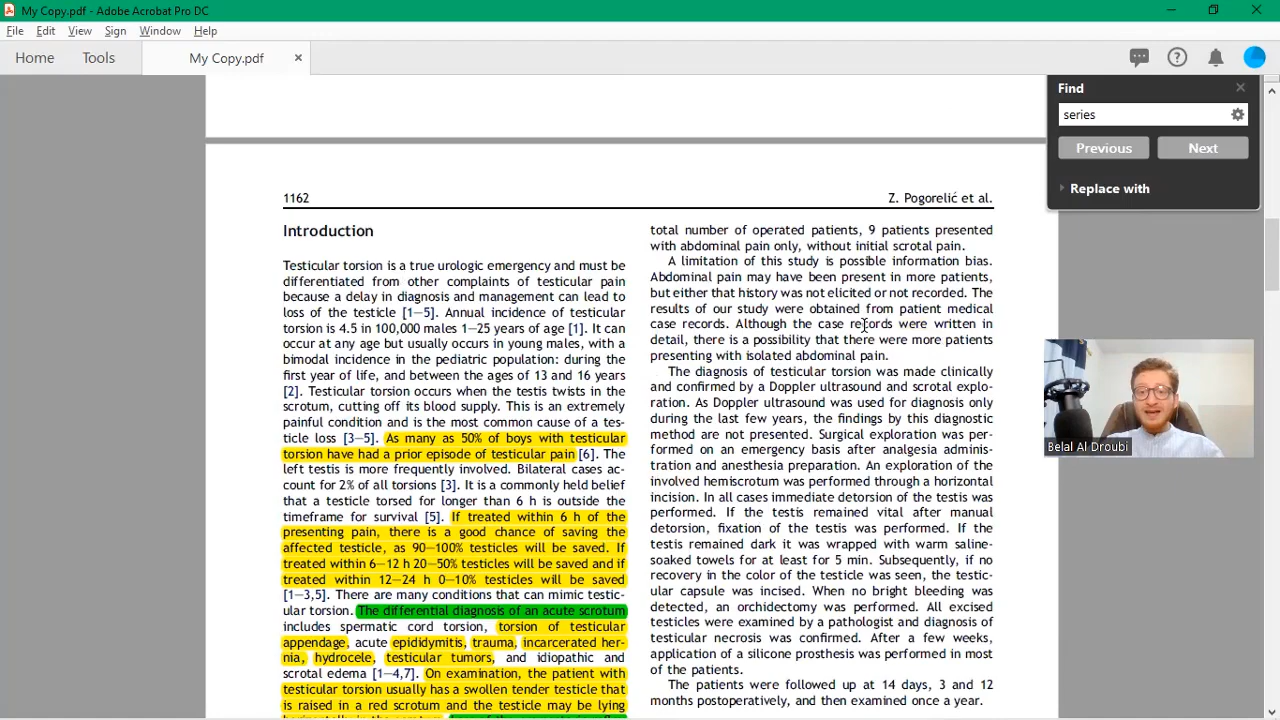 My Copy.pdf - Adobe Acrobat Pro DC
File Edit View Sign Window Help
Home Tools My Copy.pdf ×
Find
series
Previous Next
Replace with
1162 Z. Pogorelić et al.
Introduction
Testicular torsion is a true urologic emergency and must be
differentiated from other complaints of testicular pain
because a delay in diagnosis and management can lead to
loss of the testicle [1–5]. Annual incidence of testicular
torsion is 4.5 in 100,000 males 1–25 years of age [1]. It can
occur at any age but usually occurs in young males, with a
bimodal incidence in the pediatric population: during the
first year of life, and between the ages of 13 and 16 years
[2]. Testicular torsion occurs when the testis twists in the
scrotum, cutting off its blood supply. This is an extremely
painful condition and is the most common cause of a tes-
ticle loss [3–5]. As many as 50% of boys with testicular
torsion have had a prior episode of testicular pain [6]. The
left testis is more frequently involved. Bilateral cases ac-
count for 2% of all torsions [3]. It is a commonly held belief
that a testicle torsed for longer than 6 h is outside the
timeframe for survival [5]. If treated within 6 h of the
presenting pain, there is a good chance of saving the
affected testicle, as 90–100% testicles will be saved. If
treated within 6–12 h 20–50% testicles will be saved and if
treated within 12–24 h 0–10% testicles will be saved
[1–3,5]. There are many conditions that can mimic testic-
ular torsion. The differential diagnosis of an acute scrotum
includes spermatic cord torsion, torsion of testicular
appendage, acute epididymitis, trauma, incarcerated her-
nia, hydrocele, testicular tumors, and idiopathic and
scrotal edema [1–4,7]. On examination, the patient with
testicular torsion usually has a swollen tender testicle that
is raised in a red scrotum and the testicle may be lying
total number of operated patients, 9 patients presented
with abdominal pain only, without initial scrotal pain.
A limitation of this study is possible information bias.
Abdominal pain may have been present in more patients,
but either that history was not elicited or not recorded. The
results of our study were obtained from patient medical
case records. Although the case records were written in
detail, there is a possibility that there were more patients
presenting with isolated abdominal pain.
The diagnosis of testicular torsion was made clinically
and confirmed by a Doppler ultrasound and scrotal explo-
ration. As Doppler ultrasound was used for diagnosis only
during the last few years, the findings by this diagnostic
method are not presented. Surgical exploration was per-
formed on an emergency basis after analgesia adminis-
tration and anesthesia preparation. An exploration of the
involved hemiscrotum was performed through a horizontal
incision. In all cases immediate detorsion of the testis was
performed. If the testis remained vital after manual
detorsion, fixation of the testis was performed. If the
testis remained dark it was wrapped with warm saline-
soaked towels for at least for 5 min. Subsequently, if no
recovery in the color of the testicle was seen, the testic-
ular capsule was incised. When no bright bleeding was
detected, an orchidectomy was performed. All excised
testicles were examined by a pathologist and diagnosis of
testicular necrosis was confirmed. After a few weeks,
application of a silicone prosthesis was performed in most
of the patients.
The patients were followed up at 14 days, 3 and 12
months postoperatively, and then examined once a year.
Belal Al-Droubi